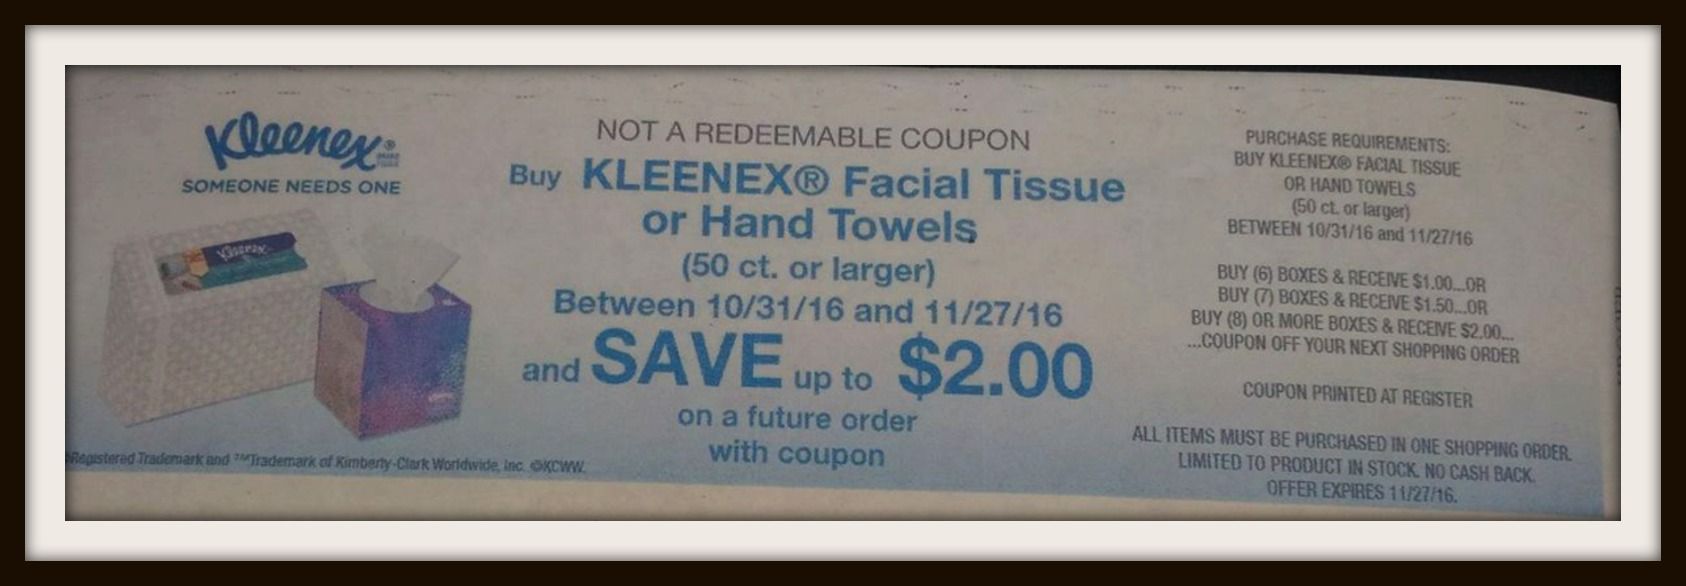 Kleenex®
BRAND
SOMEONE NEEDS ONE
Kleenex
NOT A REDEEMABLE COUPON
Buy KLEENEX® Facial Tissue
or Hand Towels
(50 ct. or larger)
Between 10/31/16 and 11/27/16
and SAVE up to $2.00
on a future order
with coupon
®Registered Trademark and ™Trademark of Kimberly-Clark Worldwide, Inc. ©KCWW.
PURCHASE REQUIREMENTS:
BUY KLEENEX® FACIAL TISSUE
OR HAND TOWELS
(50 ct. or larger)
BETWEEN 10/31/16 and 11/27/16
BUY (6) BOXES & RECEIVE $1.00...OR
BUY (7) BOXES & RECEIVE $1.50...OR
BUY (8) OR MORE BOXES & RECEIVE $2.00...
...COUPON OFF YOUR NEXT SHOPPING ORDER
COUPON PRINTED AT REGISTER
ALL ITEMS MUST BE PURCHASED IN ONE SHOPPING ORDER.
LIMITED TO PRODUCT IN STOCK. NO CASH BACK.
OFFER EXPIRES 11/27/16.